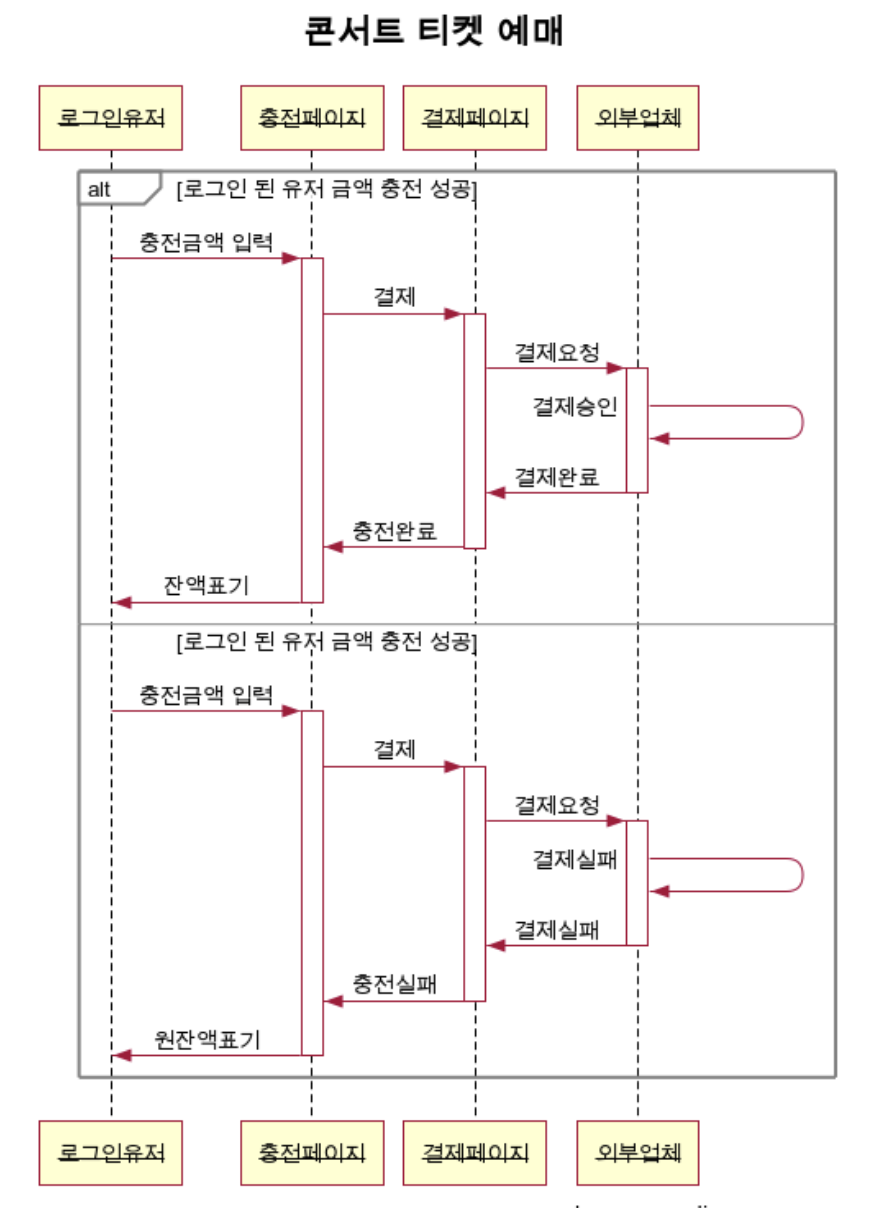 콘서트 티켓 예매
로그인유저 충전페이지 결제페이지 외부업체
alt [로그인 된 유저 금액 충전 성공]
충전금액 입력
결제
결제요청
결제승인
결제완료
충전완료
잔액표기
[로그인 된 유저 금액 충전 성공]
충전금액 입력
결제
결제요청
결제실패
결제실패
충전실패
원잔액표기
로그인유저 충전페이지 결제페이지 외부업체